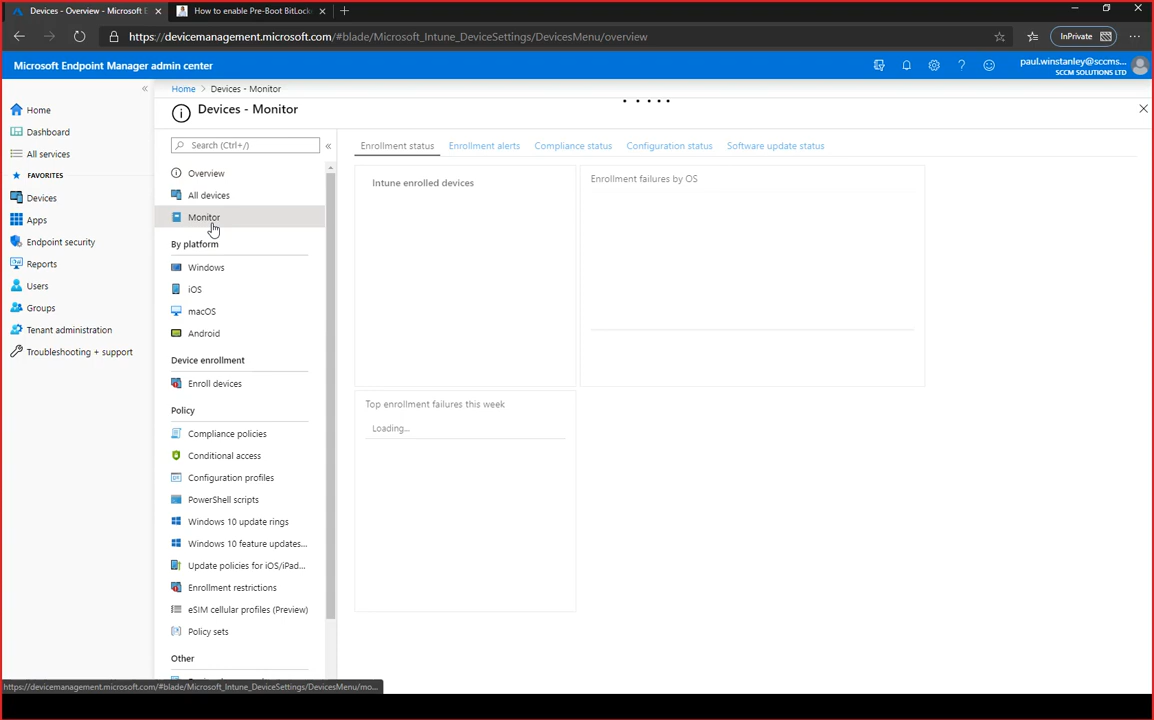 Devices - Overview - Microsoft E
How to enable Pre-Boot BitLock
https://devicemanagement.microsoft.com/#blade/Microsoft_Intune_DeviceSettings/DevicesMenu/overview
InPrivate
Microsoft Endpoint Manager admin center
paul.winstanley@sccms...
SCCM SOLUTIONS LTD
Home > Devices - Monitor
Devices - Monitor
Home
Dashboard
All services
FAVORITES
Devices
Apps
Endpoint security
Reports
Users
Groups
Tenant administration
Troubleshooting + support
Search (Ctrl+/)
Overview
All devices
Monitor
By platform
Windows
iOS
macOS
Android
Device enrollment
Enroll devices
Policy
Compliance policies
Conditional access
Configuration profiles
PowerShell scripts
Windows 10 update rings
Windows 10 feature updates...
Update policies for iOS/iPad...
Enrollment restrictions
eSIM cellular profiles (Preview)
Policy sets
Other
Enrollment status
Enrollment alerts
Compliance status
Configuration status
Software update status
Intune enrolled devices
Enrollment failures by OS
Top enrollment failures this week
Loading...
https://devicemanagement.microsoft.com/#blade/Microsoft_Intune_DeviceSettings/DevicesMenu/mo...